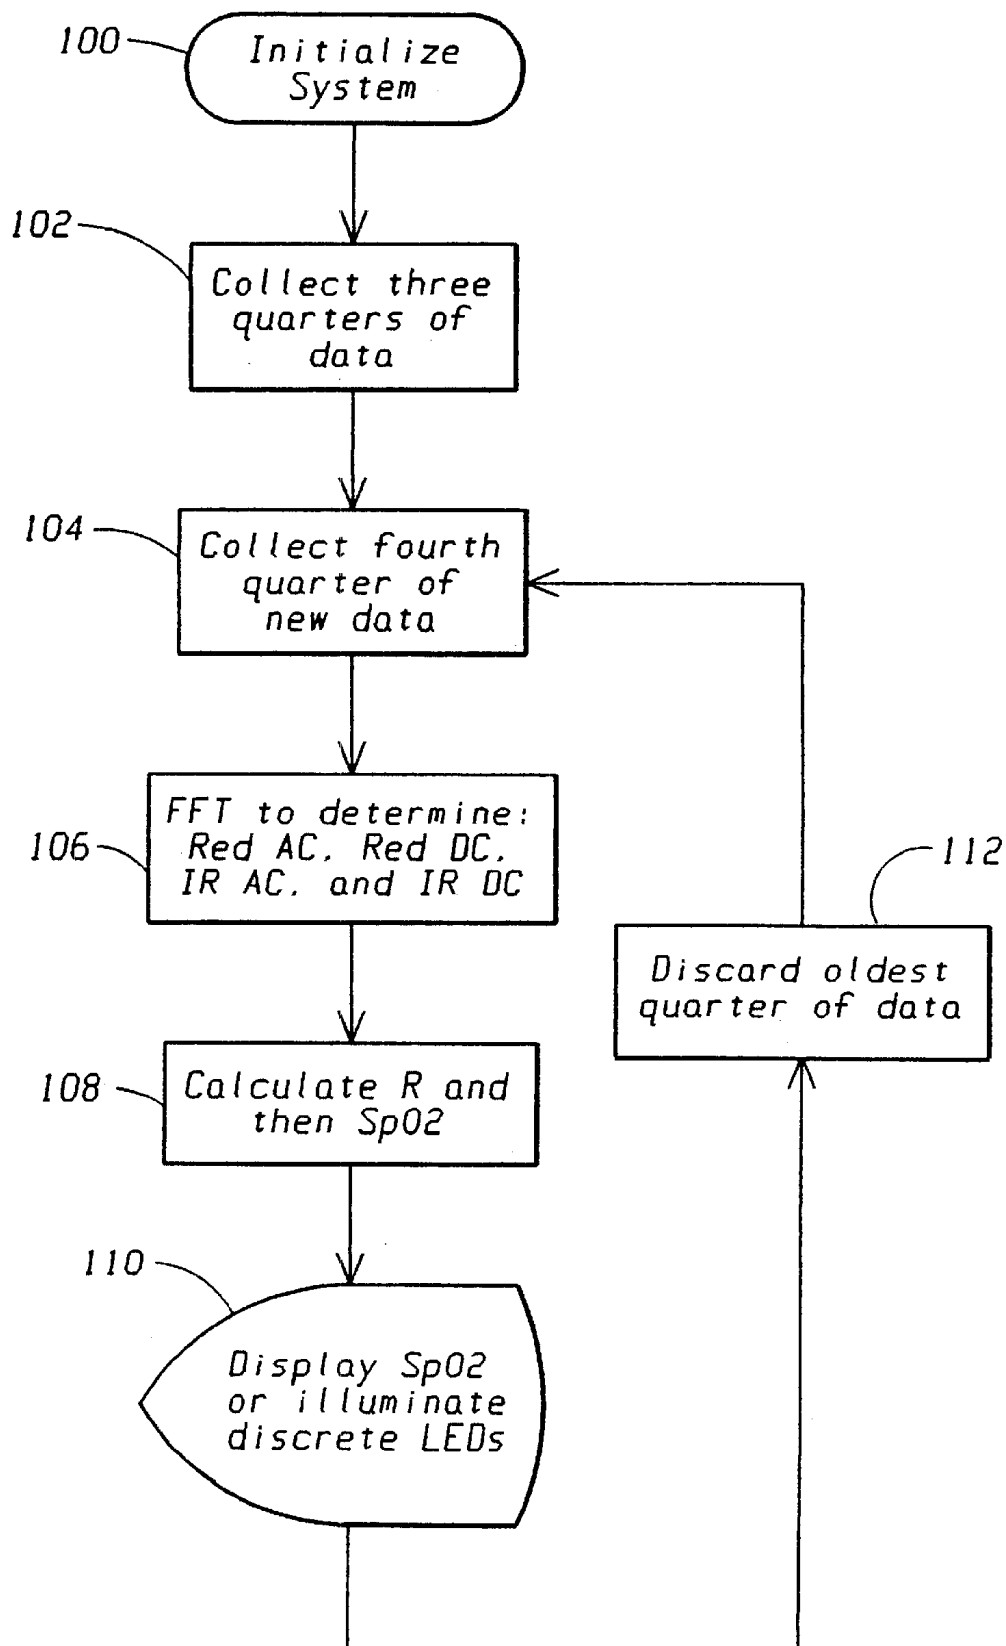 100
Initialize
System
102
Collect three
quarters of
data
104
Collect fourth
quarter of
new data
106
FFT to determine:
Red AC, Red DC,
IR AC, and IR DC
112
Discard oldest
quarter of data
108
Calculate R and
then SpO2
110
Display SpO2
or illuminate
discrete LEDs